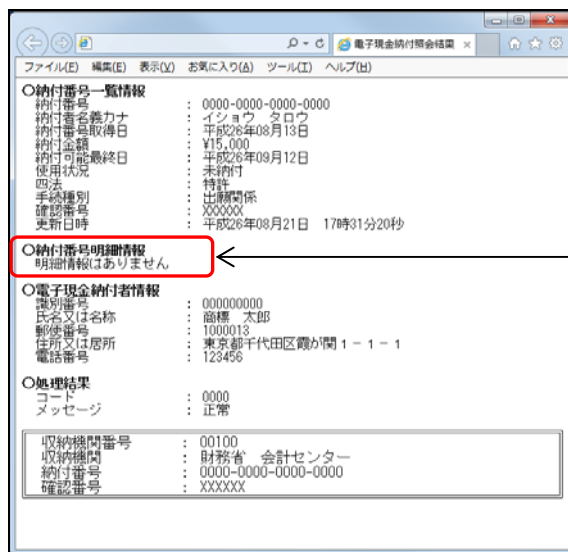 電子現金納付照会結果
ファイル(F) 編集(E) 表示(V) お気に入り(A) ツール(T) ヘルプ(H)
○納付番号一覧情報
納付番号 : 0000-0000-0000-0000
納付者名義カナ : イショウ タロウ
納付番号取得日 : 平成26年08月13日
納付金額 : ¥15,000
納付可能最終日 : 平成26年09月12日
使用状況 : 未納付
四法 : 特許
手続種別 : 出願関係
確認番号 : XXXXXX
更新日時 : 平成26年08月21日 17時31分20秒
○納付番号明細情報
明細情報はありません
○電子現金納付者情報
識別番号 : 000000000
氏名又は名称 : 商標 太郎
郵便番号 : 1000013
住所又は居所 : 東京都千代田区霞が関1-1-1
電話番号 : 123456
○処理結果
コード : 0000
メッセージ : 正常
収納機関番号 : 00100
収納機関 : 財務省 会計センター
納付番号 : 0000-0000-0000-0000
確認番号 : XXXXXX